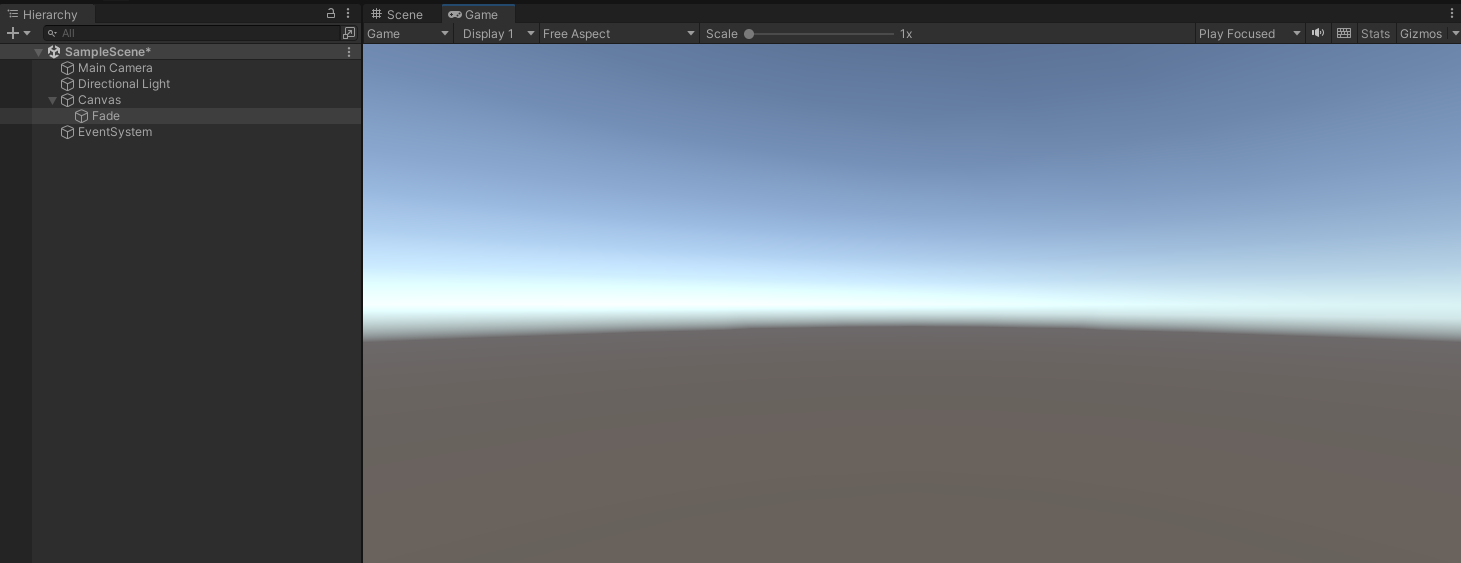 Hierarchy
All
SampleScene*
Main Camera
Directional Light
Canvas
Fade
EventSystem
Scene Game
Game Display 1 Free Aspect Scale 1x Play Focused Stats Gizmos